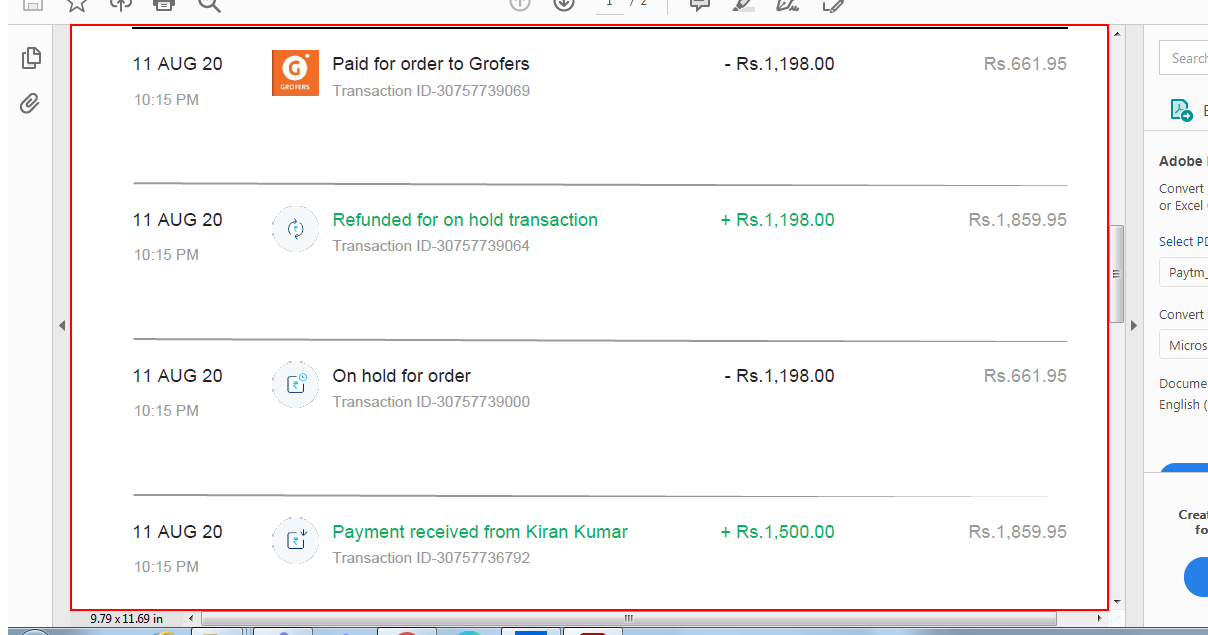 1 / 2
11 AUG 20 Paid for order to Grofers - Rs.1,198.00 Rs.661.95
GROFERS
10:15 PM Transaction ID-30757739069
11 AUG 20 Refunded for on hold transaction + Rs.1,198.00 Rs.1,859.95
10:15 PM Transaction ID-30757739064
11 AUG 20 On hold for order - Rs.1,198.00 Rs.661.95
10:15 PM Transaction ID-30757739000
11 AUG 20 Payment received from Kiran Kumar + Rs.1,500.00 Rs.1,859.95
10:15 PM Transaction ID-30757736792
9.79 x 11.69 in
Search
Adobe
Convert
or Excel
Select PD
Paytm_
Convert
Micros
Docume
English (
Creat
fo